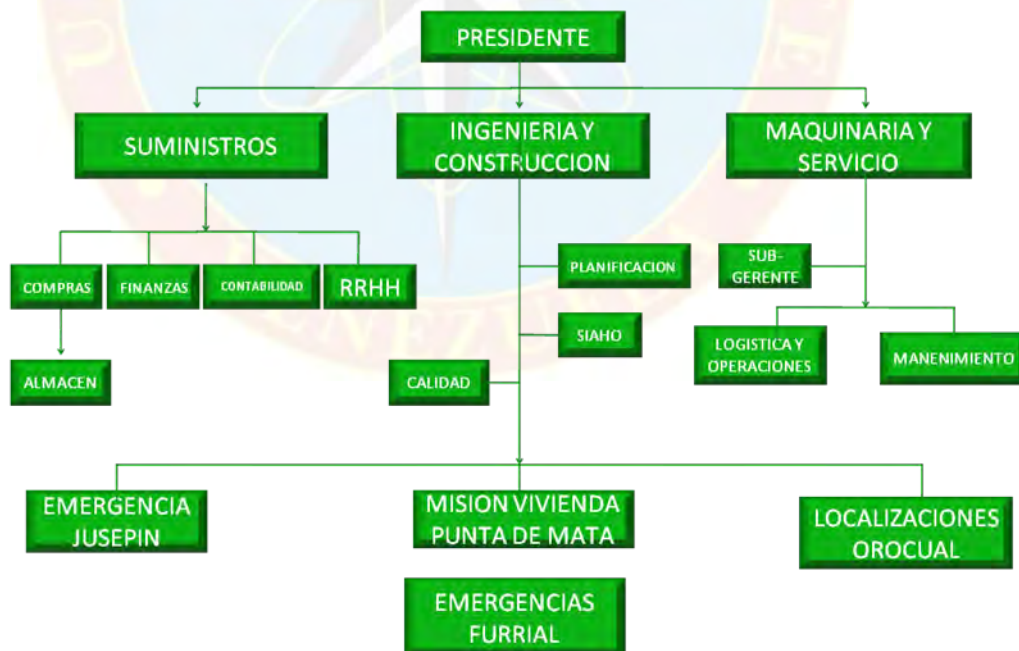 PRESIDENTE
SUMINISTROS
INGENIERIA Y
CONSTRUCCION
MAQUINARIA Y
SERVICIO
COMPRAS
FINANZAS
CONTABILIDAD
RRHH
PLANIFICACION
SUB-
GERENTE
SIAHO
LOGISTICA Y
OPERACIONES
MANENIMIENTO
ALMACEN
CALIDAD
EMERGENCIA
JUSEPIN
MISION VIVIENDA
PUNTA DE MATA
LOCALIZACIONES
OROCUAL
EMERGENCIAS
FURRIAL